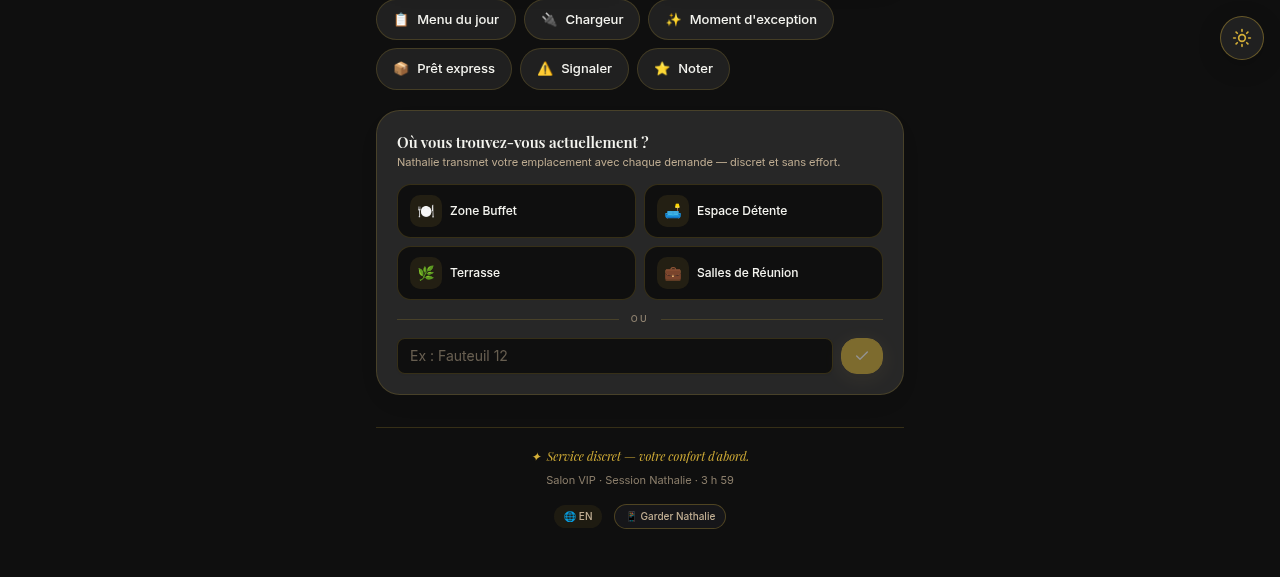 Menu du jour
Chargeur
Moment d'exception
Prêt express
Signaler
Noter
Où vous trouvez-vous actuellement ?
Nathalie transmet votre emplacement avec chaque demande — discret et sans effort.
Zone Buffet
Espace Détente
Terrasse
Salles de Réunion
OU
Ex : Fauteuil 12
✦ Service discret — votre confort d'abord.
Salon VIP · Session Nathalie · 3 h 59
EN
Garder Nathalie